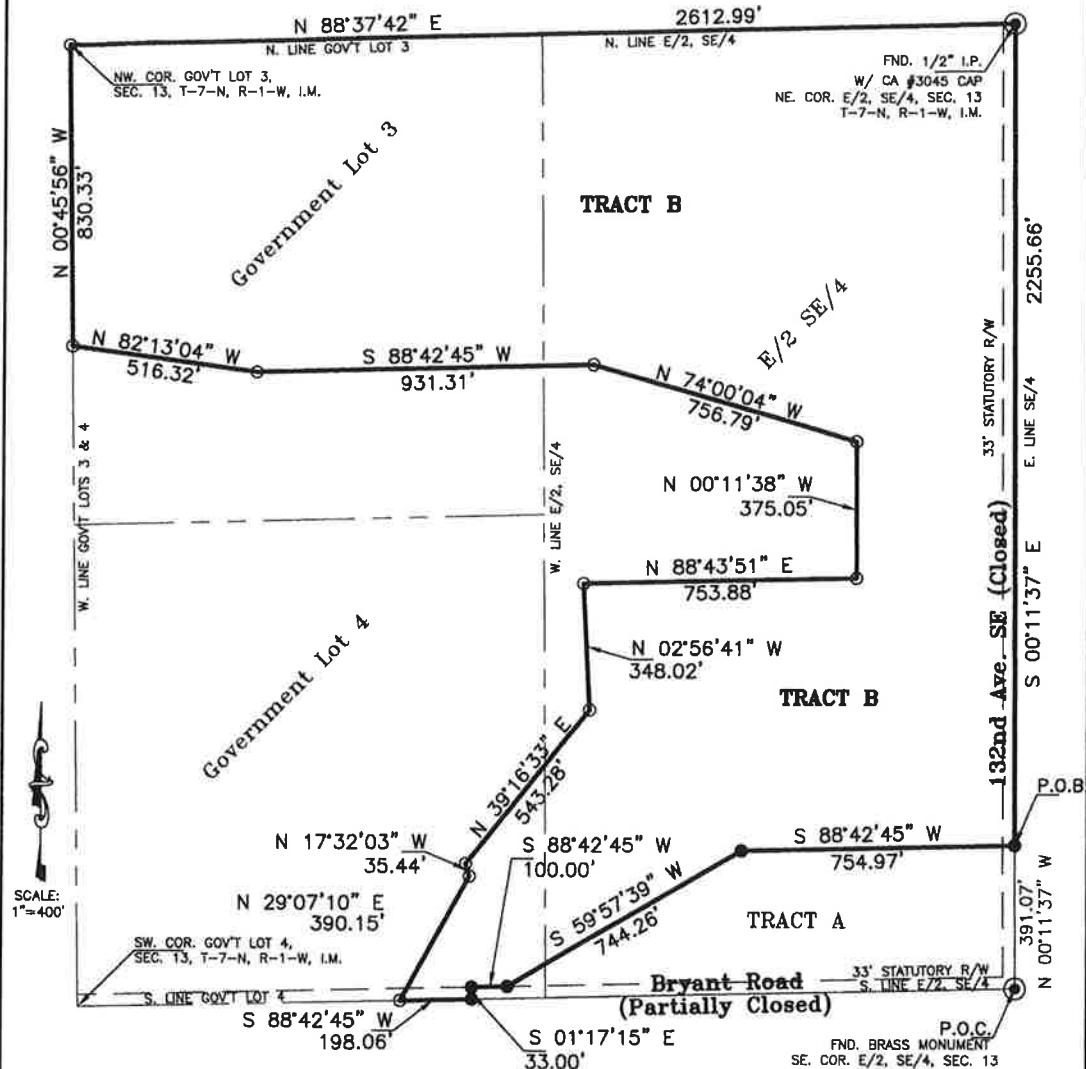 N 88°37'42" E
2612.99'
N. LINE GOV'T LOT 3
N. LINE E/2, SE/4
NW. COR. GOV'T LOT 3,
SEC. 13, T-7-N, R-1-W, I.M.
FND. 1/2" I.P.
W/ CA #3045 CAP
NE. COR. E/2, SE/4, SEC. 13
T-7-N, R-1-W, I.M.
N 00°45'56" W
830.33'
Government Lot 3
TRACT B
2255.66'
E/2 SE/4
33' STATUTORY R/W
E. LINE SE/4
N 82°13'04" W
516.32'
S 88°42'45" W
931.31'
N 74°00'04" W
756.79'
W. LINE GOV'T LOTS 3 & 4
W. LINE E/2, SE/4
N 00°11'38" W
375.05'
N 88°43'51" E
753.88'
132nd Ave. SE (Closed)
S 00°11'37" E
N 02°56'41" W
348.02'
Government Lot 4
TRACT B
N 39°16'33" E
543.28'
P.O.B.
N 17°32'03" W
35.44'
S 88°42'45" W
100.00'
S 88°42'45" W
754.97'
SCALE:
1"=400'
N 29°07'10" E
390.15'
S 59°57'39" W
744.26'
TRACT A
391.07'
N 00°11'37" W
SW. COR. GOV'T LOT 4,
SEC. 13, T-7-N, R-1-W, I.M.
S. LINE GOV'T LOT 4
Bryant Road
(Partially Closed)
33' STATUTORY R/W
S. LINE E/2, SE/4
S 88°42'45" W
198.06'
S 01°17'15" E
33.00'
P.O.C.
FND. BRASS MONUMENT
SE. COR. E/2, SE/4, SEC. 13